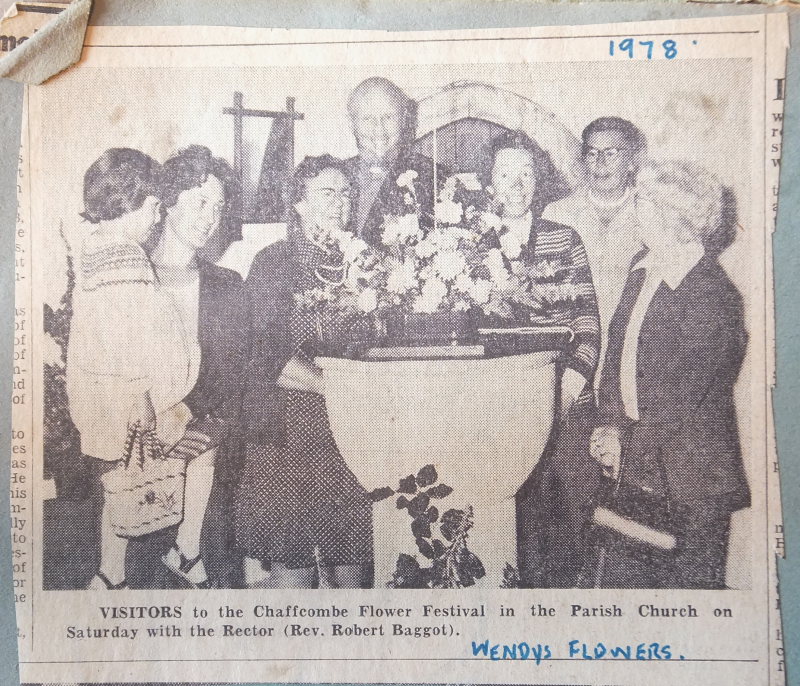 1978
VISITORS to the Chaffcombe Flower Festival in the Parish Church on
Saturday with the Rector (Rev. Robert Baggot).
WENDYS FLOWERS.